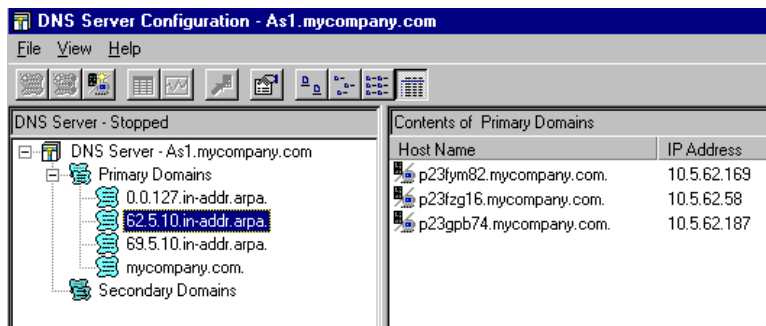 DNS Server Configuration - As1.mycompany.com
File View Help
DNS Server - Stopped
DNS Server - As1.mycompany.com
Primary Domains
0.0.127.in-addr.arpa.
62.5.10.in-addr.arpa.
69.5.10.in-addr.arpa.
mycompany.com.
Secondary Domains
Contents of Primary Domains
Host Name IP Address
p23fym82.mycompany.com. 10.5.62.169
p23fzg16.mycompany.com. 10.5.62.58
p23gpb74.mycompany.com. 10.5.62.187